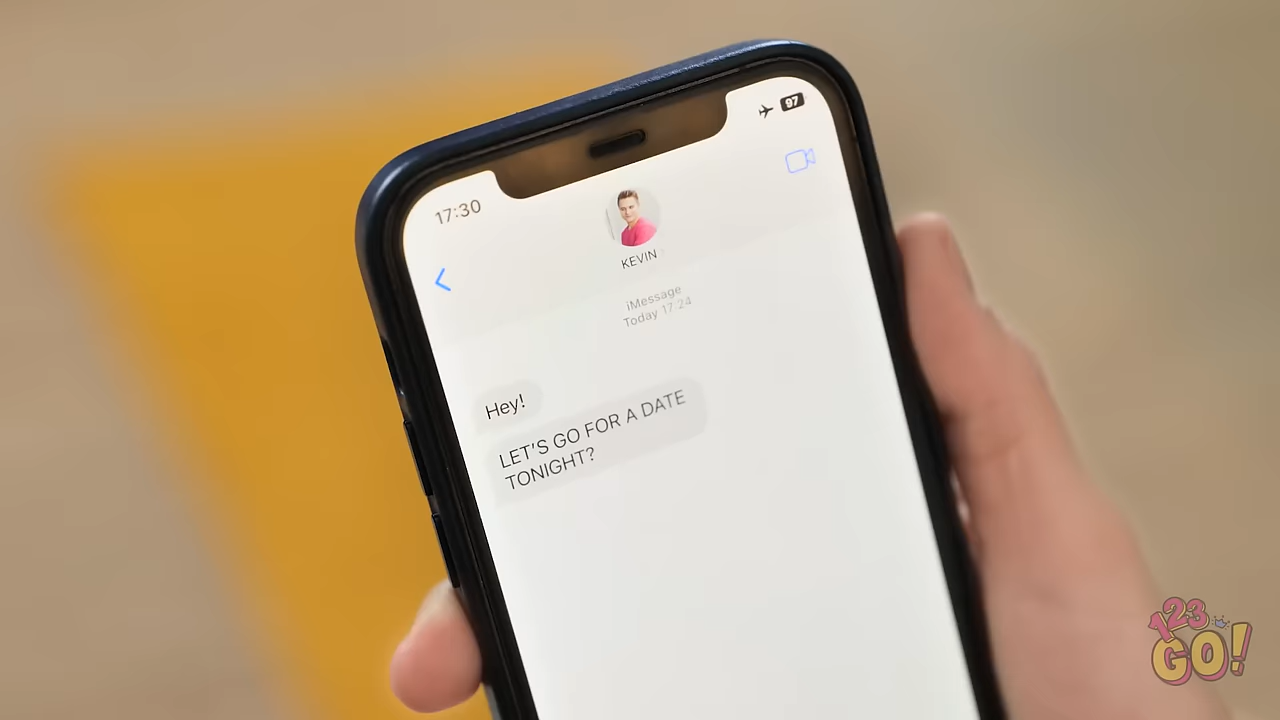 97
17:30
KEVIN
iMessage
Today 17:24
Hey!
LET'S GO FOR A DATE
TONIGHT?
123
GO!